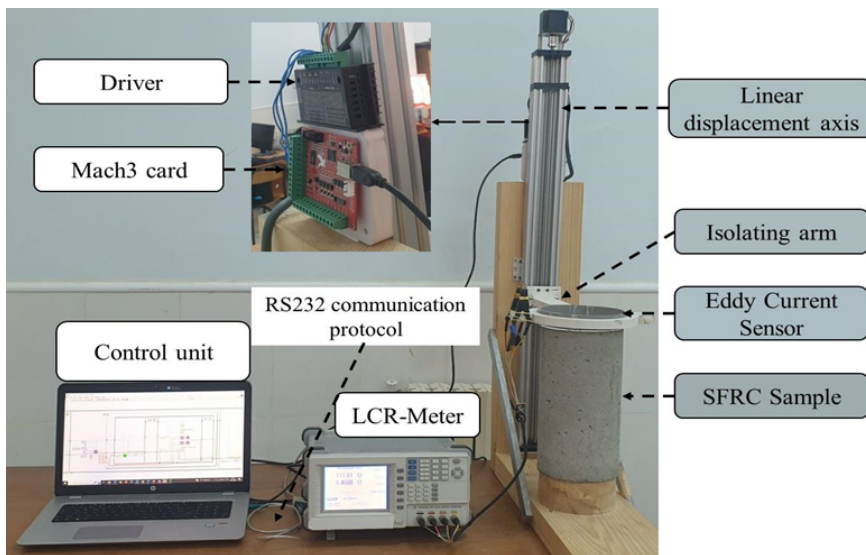 Driver
Mach3 card
Linear
displacement axis
Isolating arm
RS232 communication
protocol
Eddy Current
Sensor
Control unit
LCR-Meter
SFRC Sample